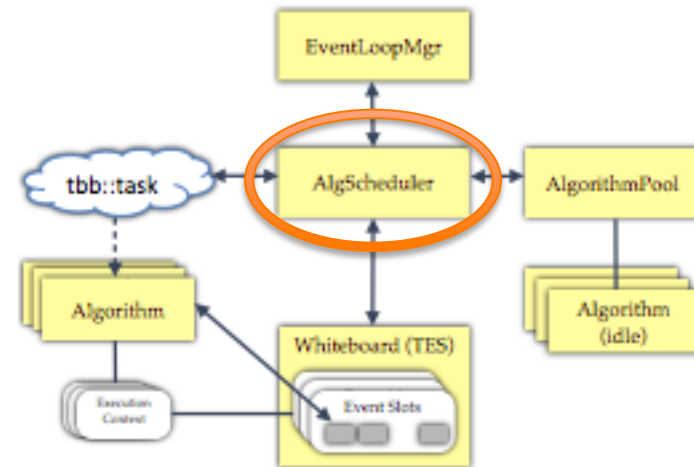 EventLoopMgr
tbb::task
AlgScheduler
AlgorithmPool
Algorithm
Algorithm
(idle)
Whiteboard (TES)
Execution
Context
Event Slots